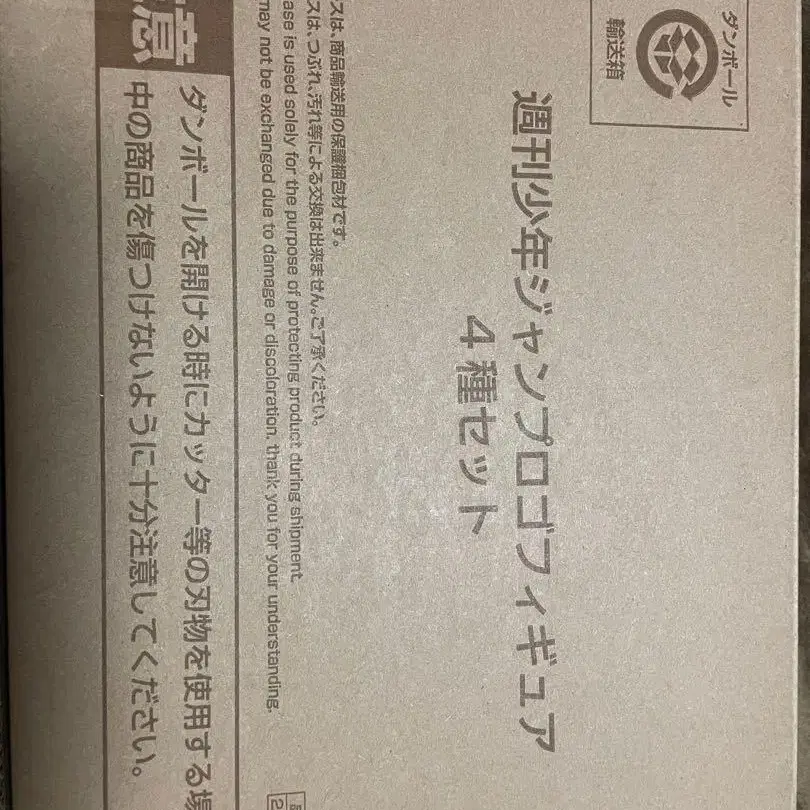 ダンボール
輸送箱
週刊少年ジャンプロゴフィギュア
4種セット
スは、商品輸送用の保護梱包材です。
スは、つぶれ、汚れ等による交換は出来ません。ご了承ください。
ase is used solely for the purpose of protecting product during shipment.
may not be exchanged due to damage or discoloration. thank you for your understanding.
意
ダンボールを開ける時にカッター等の刃物を使用する場
中の商品を傷つけないように十分注意してください。